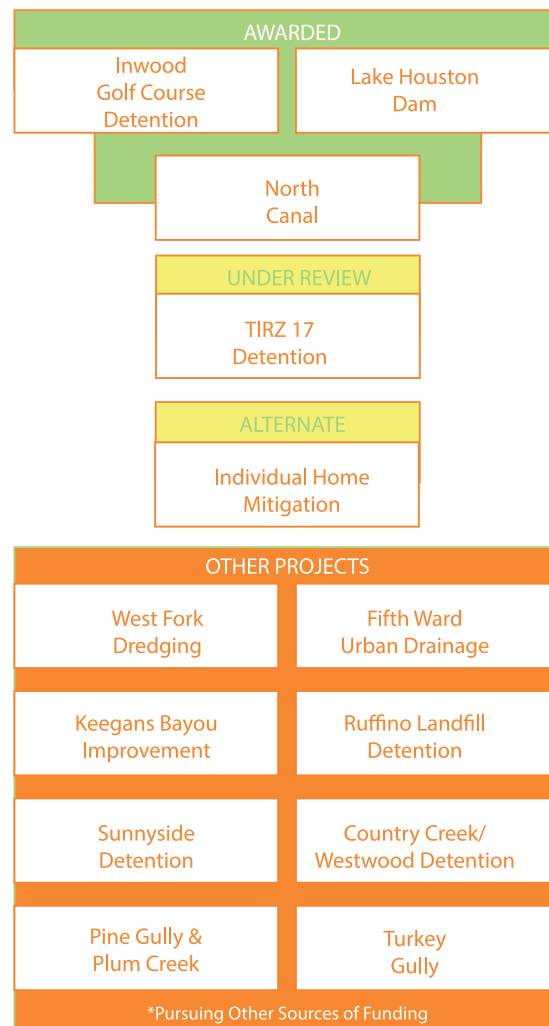 AWARDED
Inwood
Golf Course
Detention
Lake Houston
Dam
North
Canal
UNDER REVIEW
TIRZ 17
Detention
ALTERNATE
Individual Home
Mitigation
OTHER PROJECTS
West Fork
Dredging
Fifth Ward
Urban Drainage
Keegans Bayou
Improvement
Ruffino Landfill
Detention
Sunnyside
Detention
Country Creek/
Westwood Detention
Pine Gully &
Plum Creek
Turkey
Gully
*Pursuing Other Sources of Funding